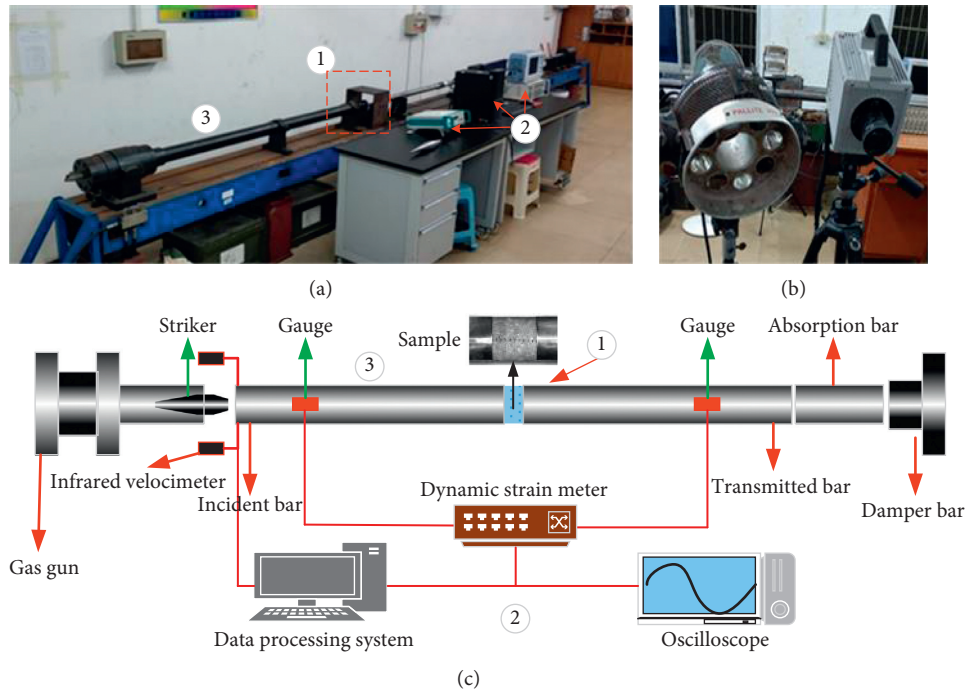 1
3
2
PALLITE
(a)
(b)
Striker
Gauge
Sample
Gauge
Absorption bar
3
1
Infrared velocimeter
Incident bar
Dynamic strain meter
Transmitted bar
Damper bar
Gas gun
2
Data processing system
Oscilloscope
(c)